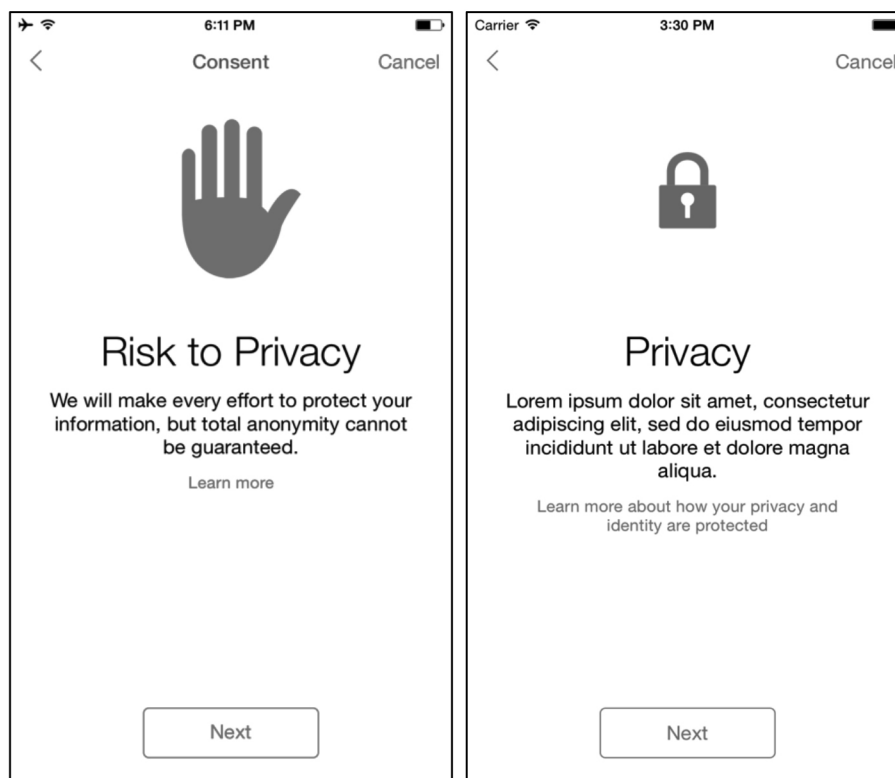 6:11 PM
Consent
Cancel
Risk to Privacy
We will make every effort to protect your
information, but total anonymity cannot
be guaranteed.
Learn more
Next
Carrier
3:30 PM
Cancel
Privacy
Lorem ipsum dolor sit amet, consectetur
adipiscing elit, sed do eiusmod tempor
incididunt ut labore et dolore magna
aliqua.
Learn more about how your privacy and
identity are protected
Next